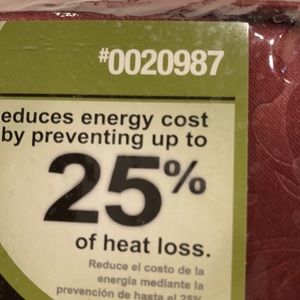 #0020987
educes energy cost
by preventing up to
25%
of heat loss.
Reduce el costo de la
energía mediante la
prevención de hasta el 25%